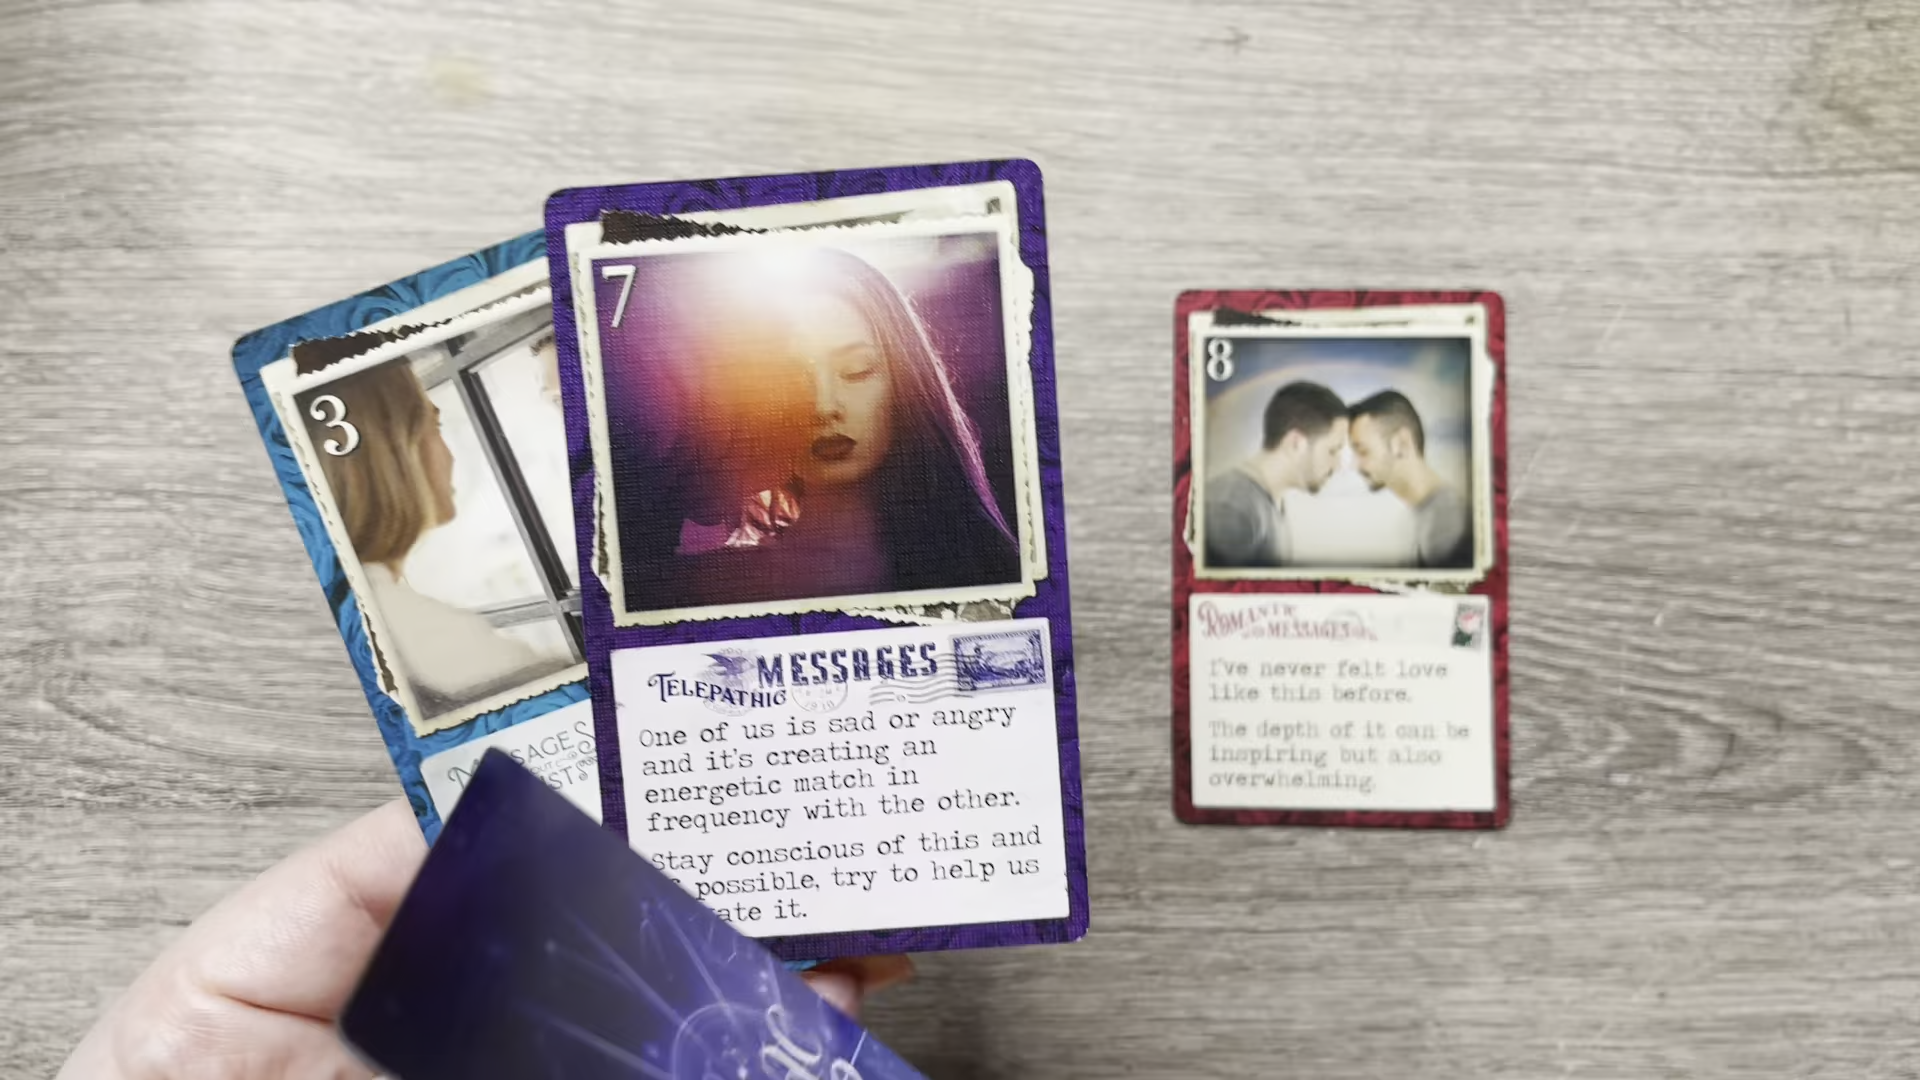 3
7
TELEPATHIC MESSAGES
One of us is sad or angry
and it's creating an
energetic match in
frequency with the other.
Stay conscious of this and
possible, try to help us
it.
8
ROMANTIC
MESSAGES
I've never felt love
like this before.
The depth of it can be
inspiring but also
overwhelming.